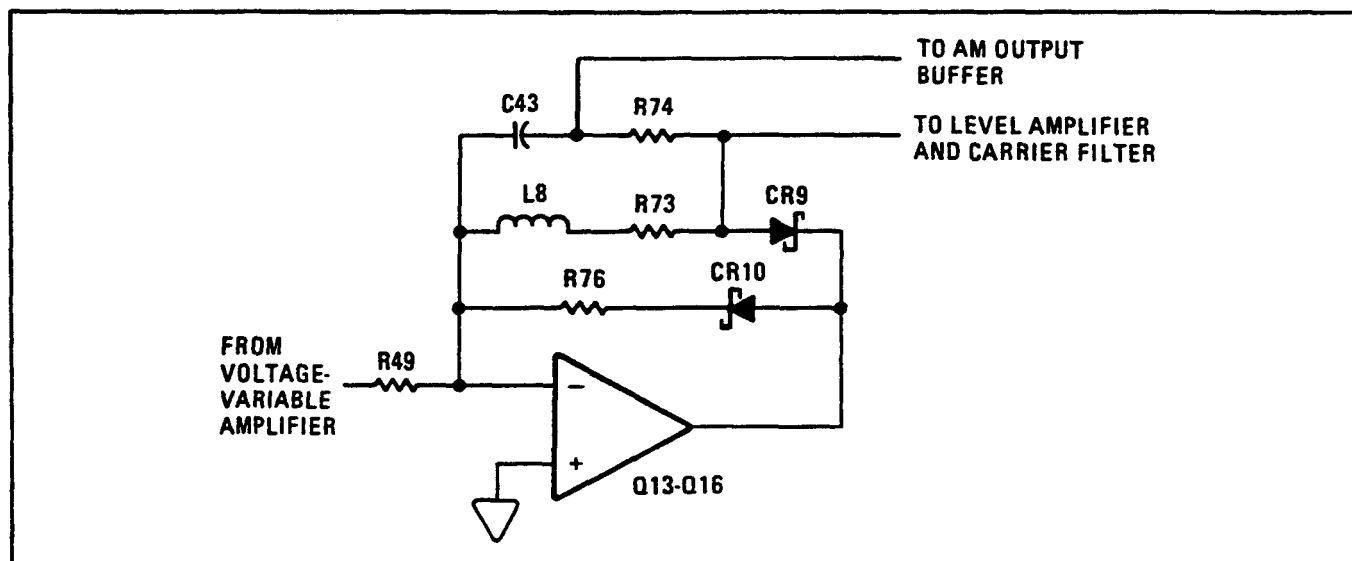 TO AM OUTPUT
BUFFER
C43
R74
TO LEVEL AMPLIFIER
AND CARRIER FILTER
L8
R73
CR9
R76
CR10
FROM
VOLTAGE-
VARIABLE
AMPLIFIER
R49
−
+
Q13-Q16